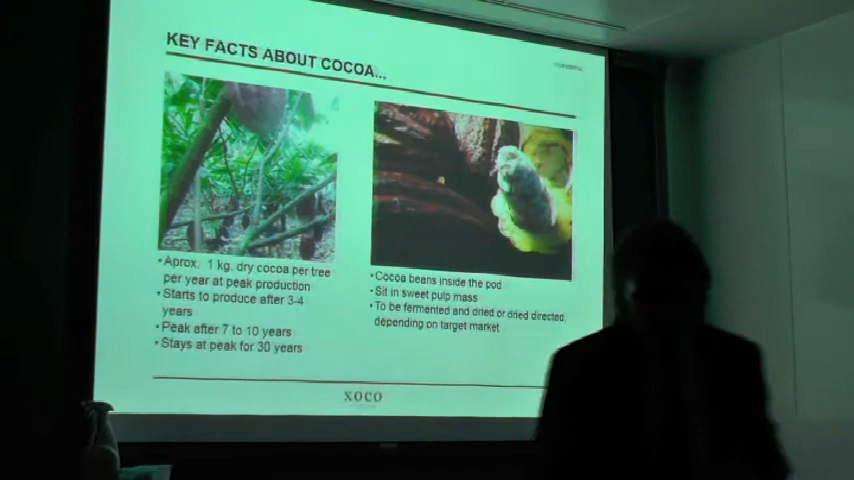 KEY FACTS ABOUT COCOA...
•Aprox. 1 kg. dry cocoa per tree
per year at peak production
•Starts to produce after 3-4
years
•Peak after 7 to 10 years
•Stays at peak for 30 years
•Cocoa beans inside the pod
•Sit in sweet pulp mass
•To be fermented and dried or dried directed,
depending on target market
XOCO